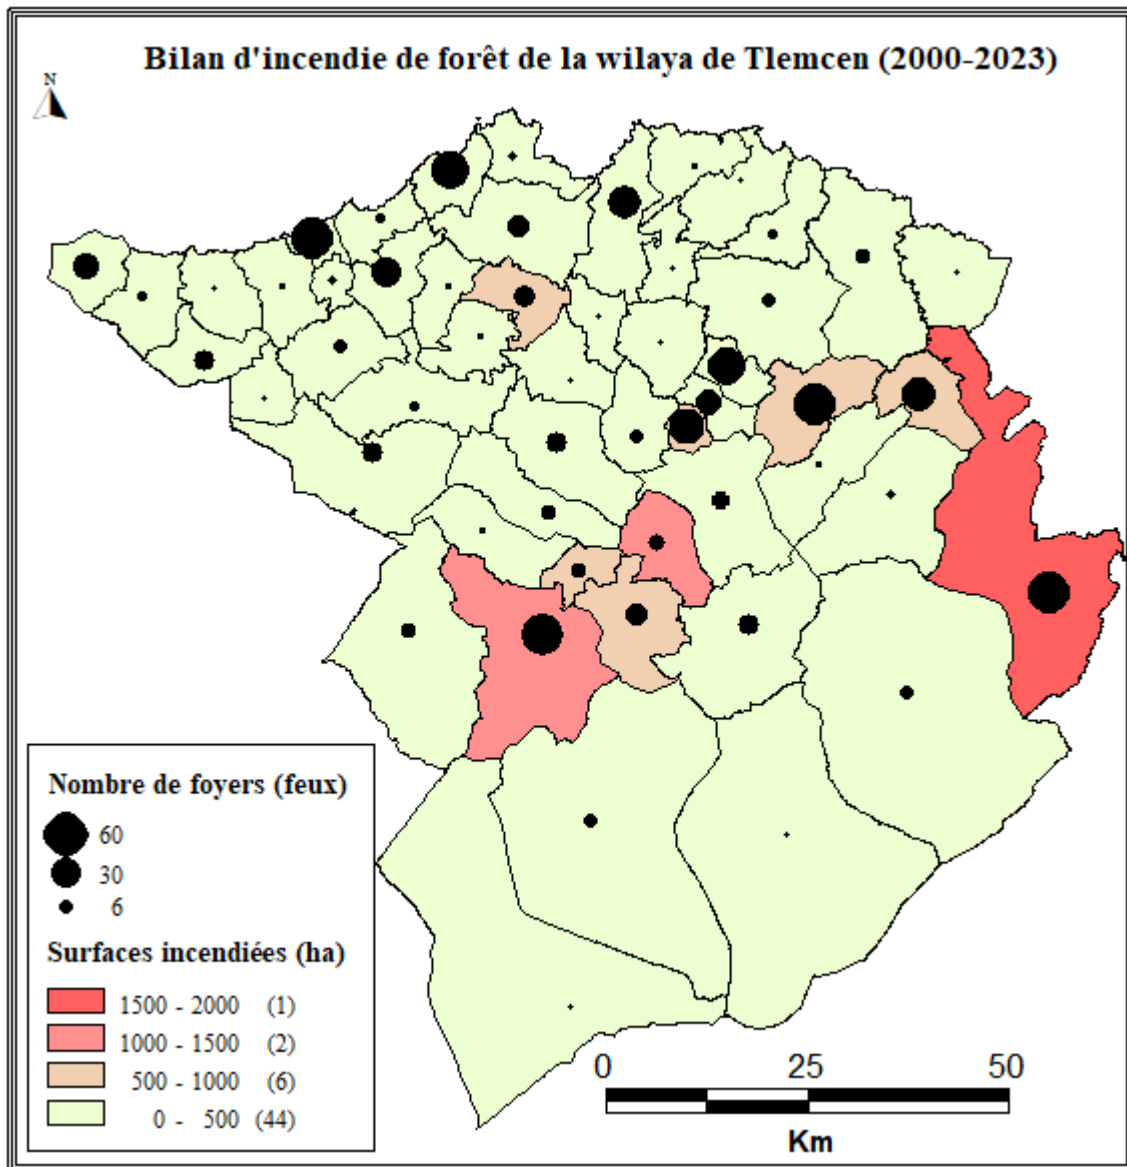 Bilan d'incendie de forêt de la wilaya de Tlemcen (2000-2023)
N
Nombre de foyers (feux)
60
30
6
Surfaces incendiées (ha)
1500 - 2000 (1)
1000 - 1500 (2)
500 - 1000 (6)
0 - 500 (44)
0 25 50
Km